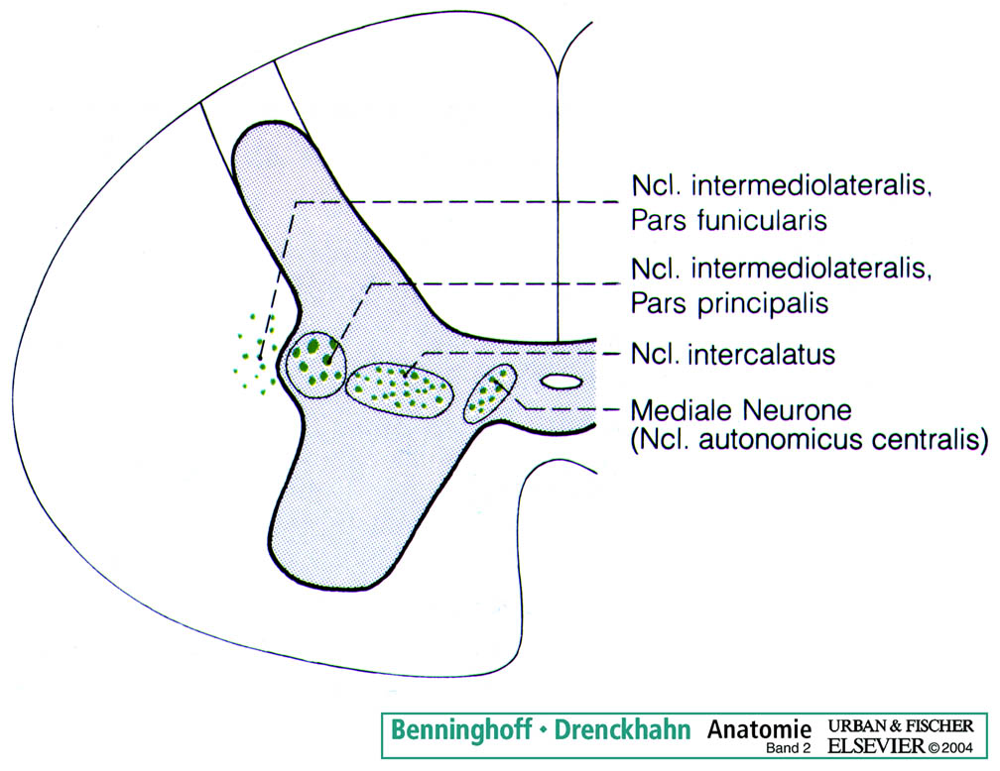 Ncl. intermediolateralis,
Pars funicularis
Ncl. intermediolateralis,
Pars principalis
Ncl. intercalatus
Mediale Neurone
(Ncl. autonomicus centralis)
Benninghoff • Drenckhahn Anatomie
Band 2
URBAN & FISCHER
ELSEVIER © 2004